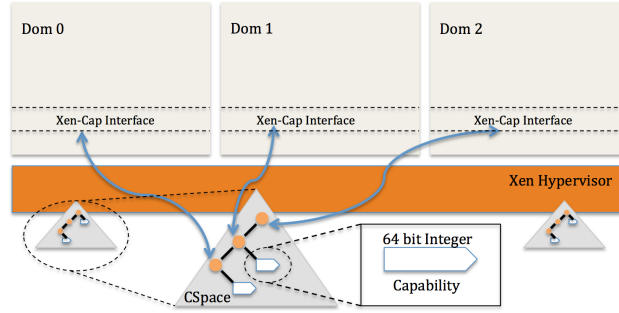 Dom 0
Dom 1
Dom 2
Xen-Cap Interface
Xen-Cap Interface
Xen-Cap Interface
Xen Hypervisor
64 bit Integer
Capability
CSpace